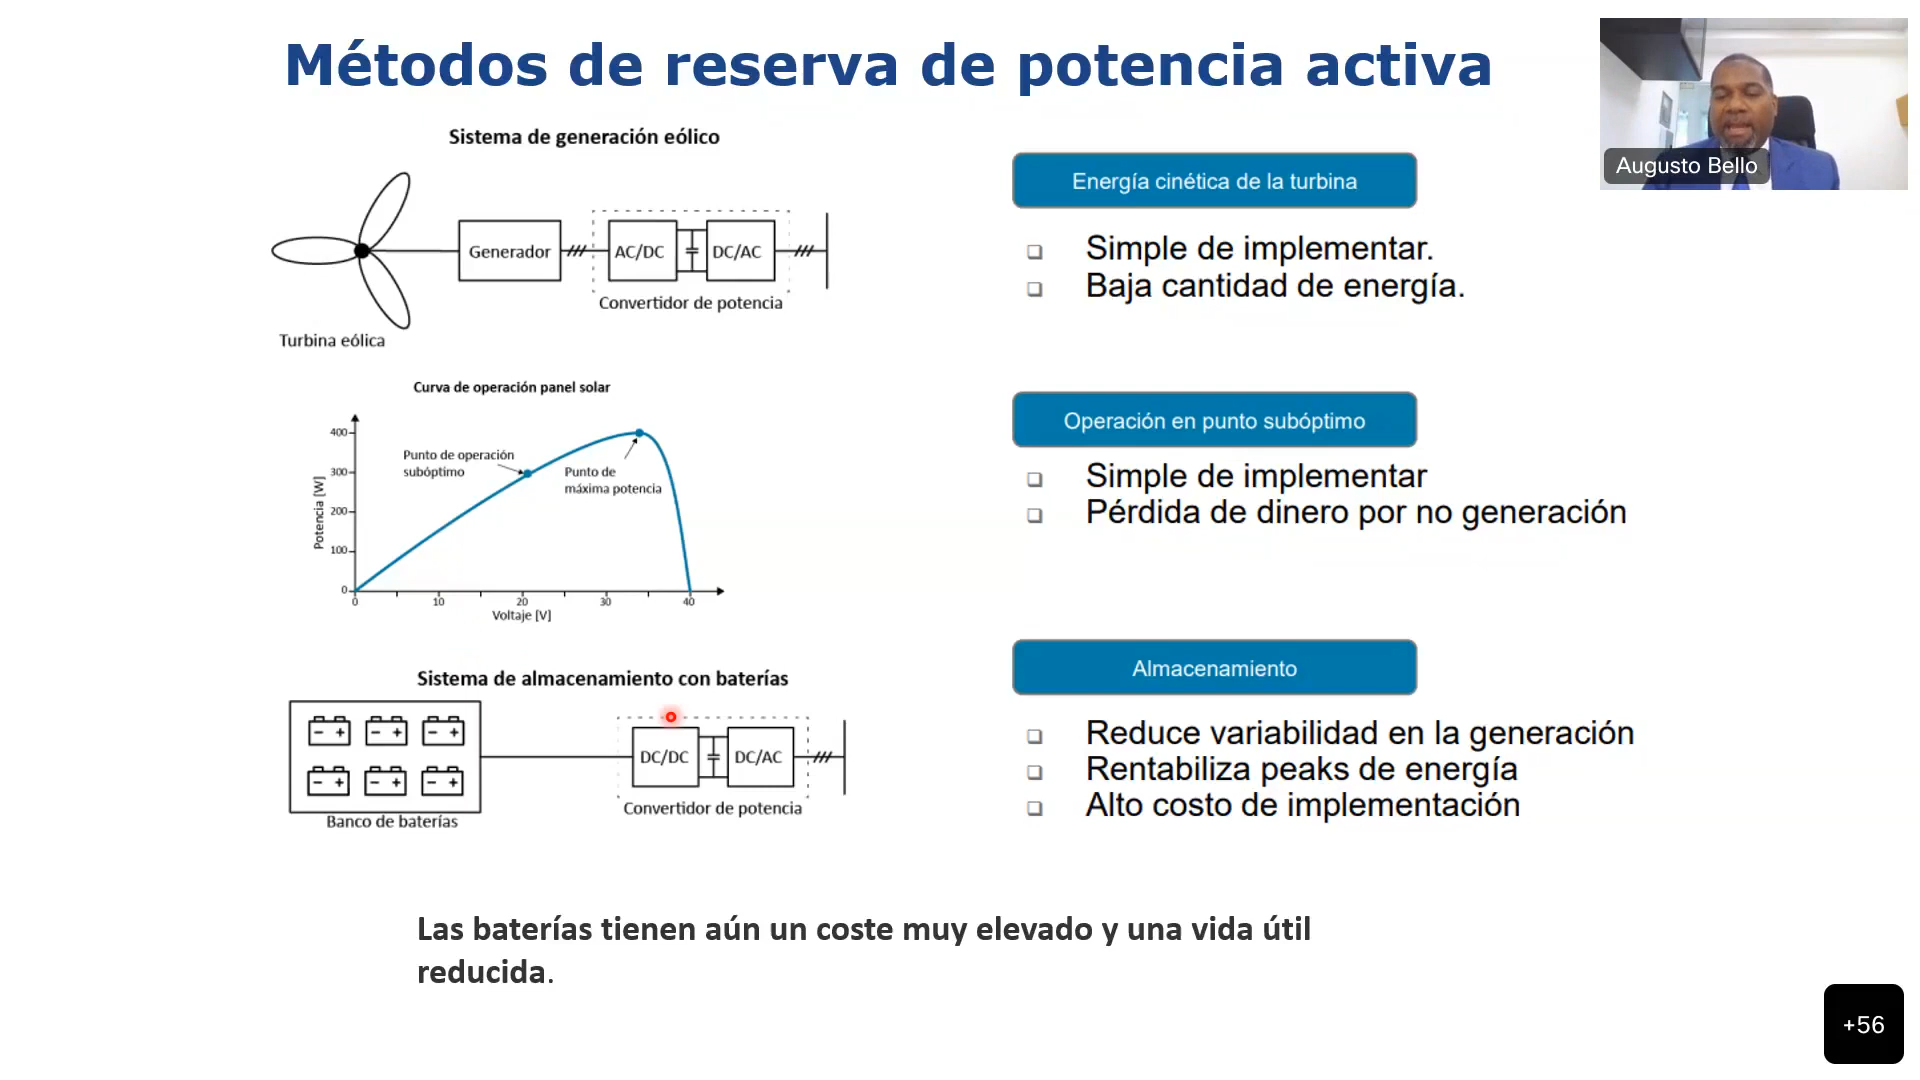 Métodos de reserva de potencia activa
Augusto Bello
Sistema de generación eólico
Generador
AC/DC
DC/AC
Convertidor de potencia
Turbina eólica
Energía cinética de la turbina
Simple de implementar.
Baja cantidad de energía.
Curva de operación panel solar
Potencia [W]
400
300
200
100
0
Punto de operación
subóptimo
Punto de
máxima potencia
0 10 20 30 40
Voltaje [V]
Operación en punto subóptimo
Simple de implementar
Pérdida de dinero por no generación
Sistema de almacenamiento con baterías
- + - + - +
- + - + - +
Banco de baterías
DC/DC
DC/AC
Convertidor de potencia
Almacenamiento
Reduce variabilidad en la generación
Rentabiliza peaks de energía
Alto costo de implementación
Las baterías tienen aún un coste muy elevado y una vida útil
reducida.
+56